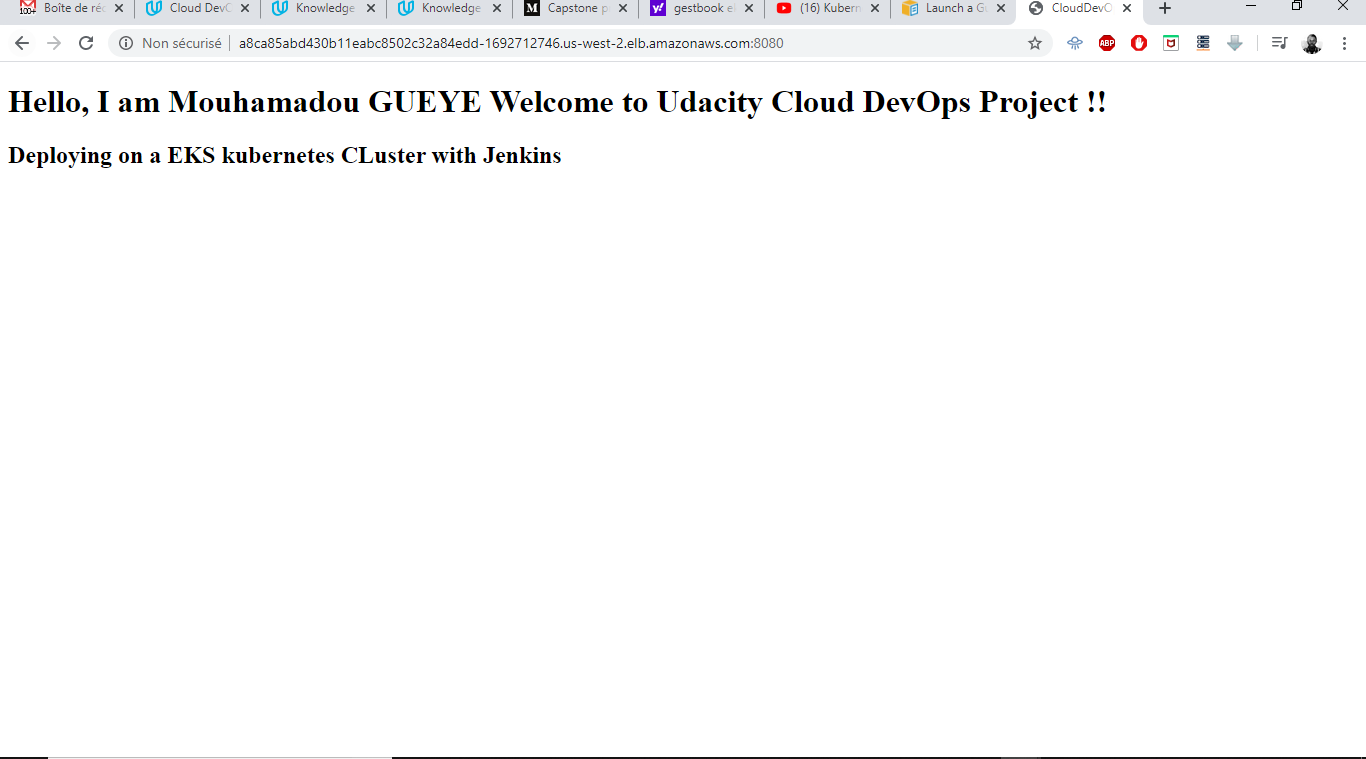 100+ Boîte de réc Cloud DevO Knowledge Knowledge M Capstone p y! gestbook el (16) Kubern Launch a Gu CloudDevO
Non sécurisé a8ca85abd430b11eabc8502c32a84edd-1692712746.us-west-2.elb.amazonaws.com:8080 ABP
Hello, I am Mouhamadou GUEYE Welcome to Udacity Cloud DevOps Project !!
Deploying on a EKS kubernetes CLuster with Jenkins